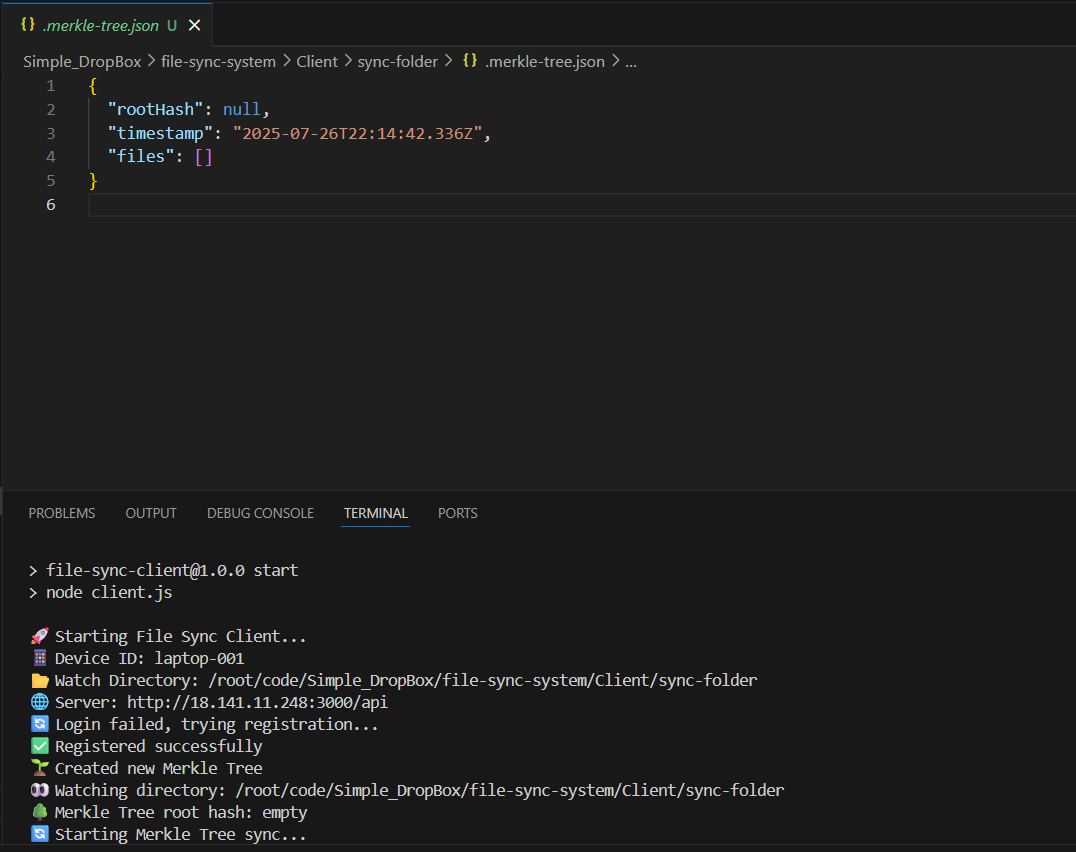 {} .merkle-tree.json U ×
Simple_DropBox > file-sync-system > Client > sync-folder > {} .merkle-tree.json > ...
1 {
2 "rootHash": null,
3 "timestamp": "2025-07-26T22:14:42.336Z",
4 "files": []
5 }
6
PROBLEMS OUTPUT DEBUG CONSOLE TERMINAL PORTS
> file-sync-client@1.0.0 start
> node client.js
🚀 Starting File Sync Client...
📱 Device ID: laptop-001
📁 Watch Directory: /root/code/Simple_DropBox/file-sync-system/Client/sync-folder
🌐 Server: http://18.141.11.248:3000/api
🔄 Login failed, trying registration...
✅ Registered successfully
🌱 Created new Merkle Tree
👀 Watching directory: /root/code/Simple_DropBox/file-sync-system/Client/sync-folder
🌳 Merkle Tree root hash: empty
🔄 Starting Merkle Tree sync...